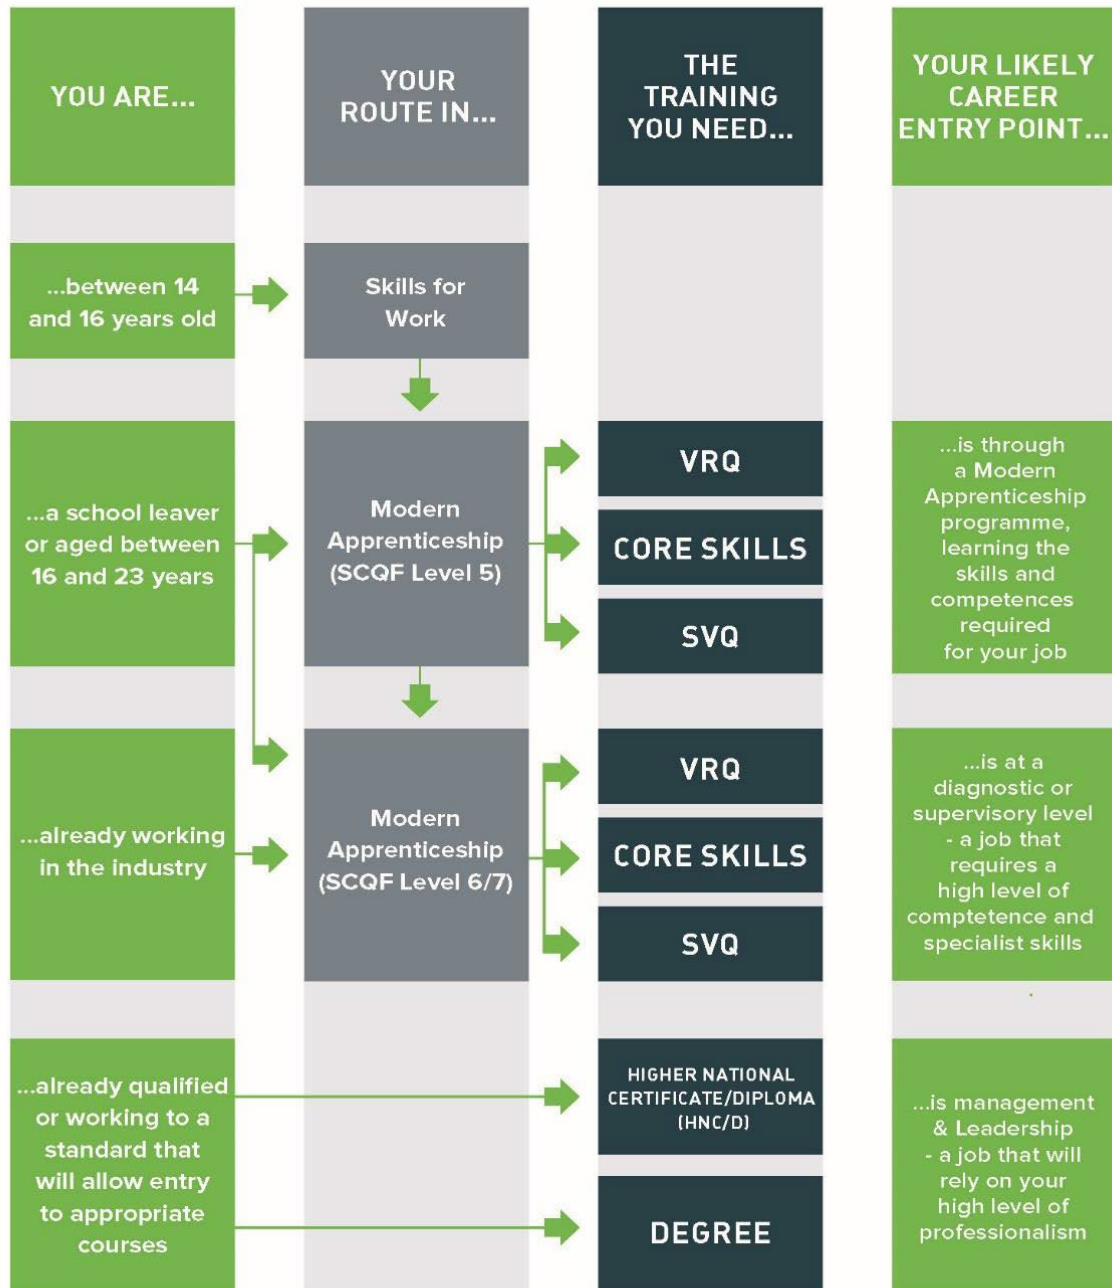 YOU ARE...
YOUR
ROUTE IN...
THE
TRAINING
YOU NEED...
YOUR LIKELY
CAREER
ENTRY POINT...
...between 14
and 16 years old
Skills for
Work
...a school leaver
or aged between
16 and 23 years
Modern
Apprenticeship
(SCQF Level 5)
VRQ
CORE SKILLS
SVQ
...is through
a Modern
Apprenticeship
programme,
learning the
skills and
competences
required
for your job
...already working
in the industry
Modern
Apprenticeship
(SCQF Level 6/7)
VRQ
CORE SKILLS
SVQ
...is at a
diagnostic or
supervisory level
- a job that
requires a
high level of
comptetence and
specialist skills
...already qualified
or working to a
standard that
will allow entry
to appropriate
courses
HIGHER NATIONAL
CERTIFICATE/DIPLOMA
(HNC/D)
DEGREE
...is management
& Leadership
- a job that will
rely on your
high level of
professionalism